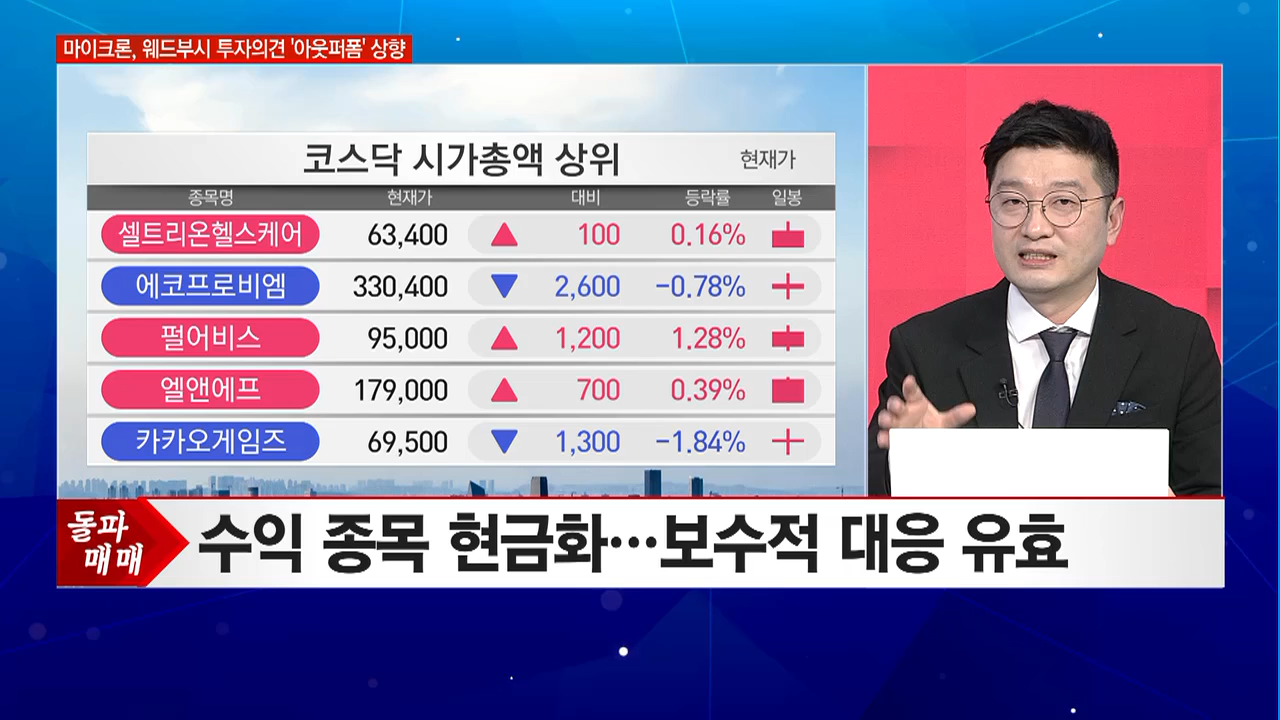 마이크론, 웨드부시 투자의견 '아웃퍼폼' 상향
코스닥 시가총액 상위 현재가
종목명 현재가 대비 등락률 일봉
셀트리온헬스케어 63,400 ▲ 100 0.16%
에코프로비엠 330,400 ▼ 2,600 -0.78%
펄어비스 95,000 ▲ 1,200 1.28%
엘앤에프 179,000 ▲ 700 0.39%
카카오게임즈 69,500 ▼ 1,300 -1.84%
돌파
매매
수익 종목 현금화…보수적 대응 유효